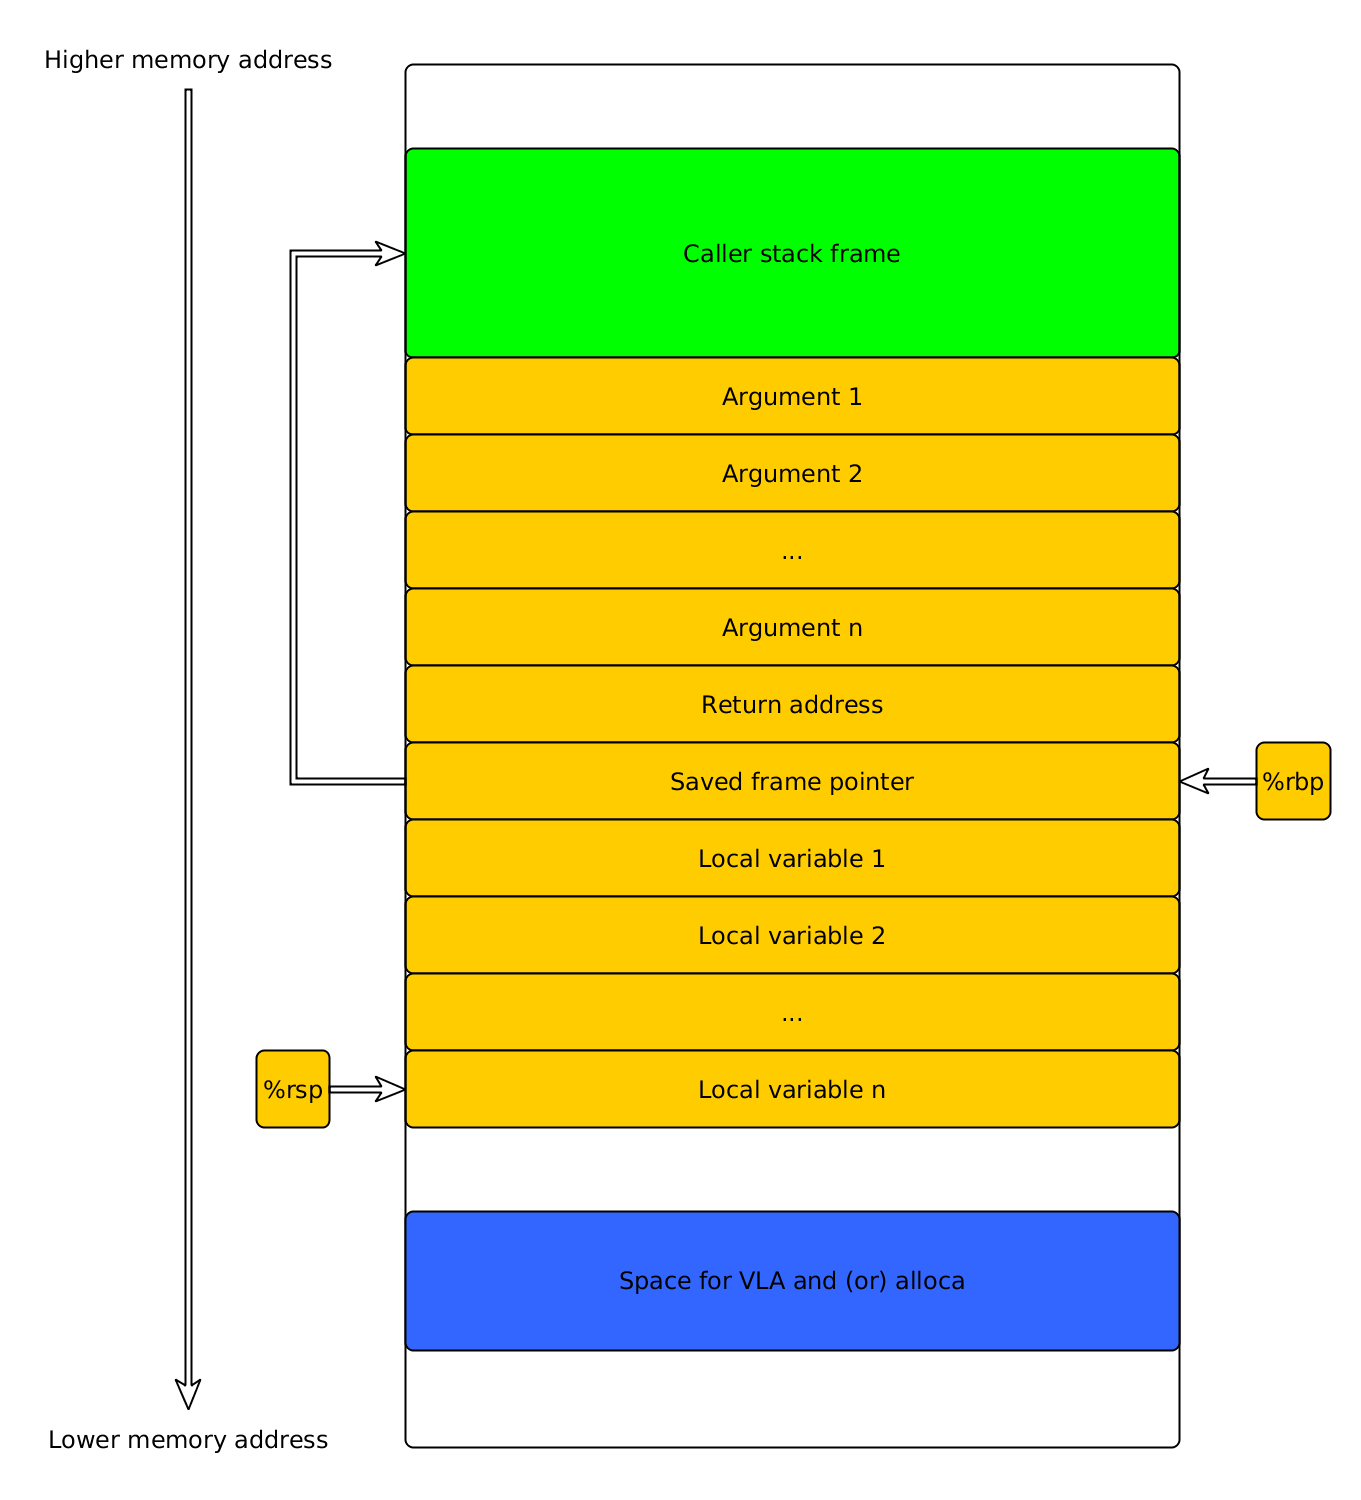 Higher memory address
Caller stack frame
Argument 1
Argument 2
...
Argument n
Return address
Saved frame pointer
%rbp
Local variable 1
Local variable 2
...
%rsp
Local variable n
Space for VLA and (or) alloca
Lower memory address